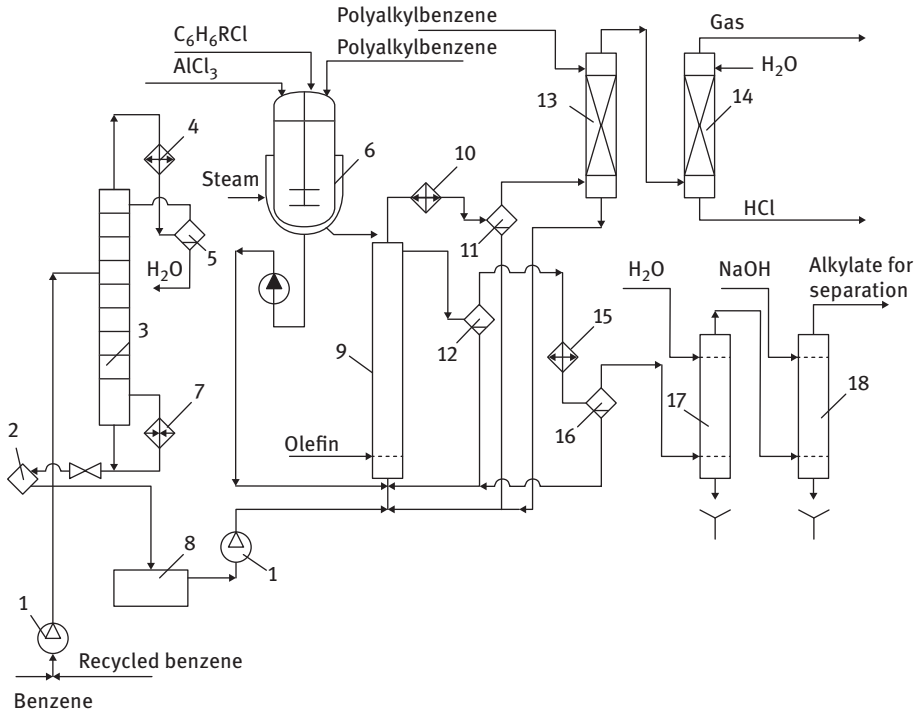 Polyalkylbenzene
Gas
C₆H₆RCl
Polyalkylbenzene
H₂O
AlCl₃
13
14
4
6
10
Steam
HCl
11
5
H₂O
H₂O
NaOH
Alkylate for
separation
3
12
15
9
7
17
18
2
16
Olefin
8
1
1
Recycled benzene
Benzene